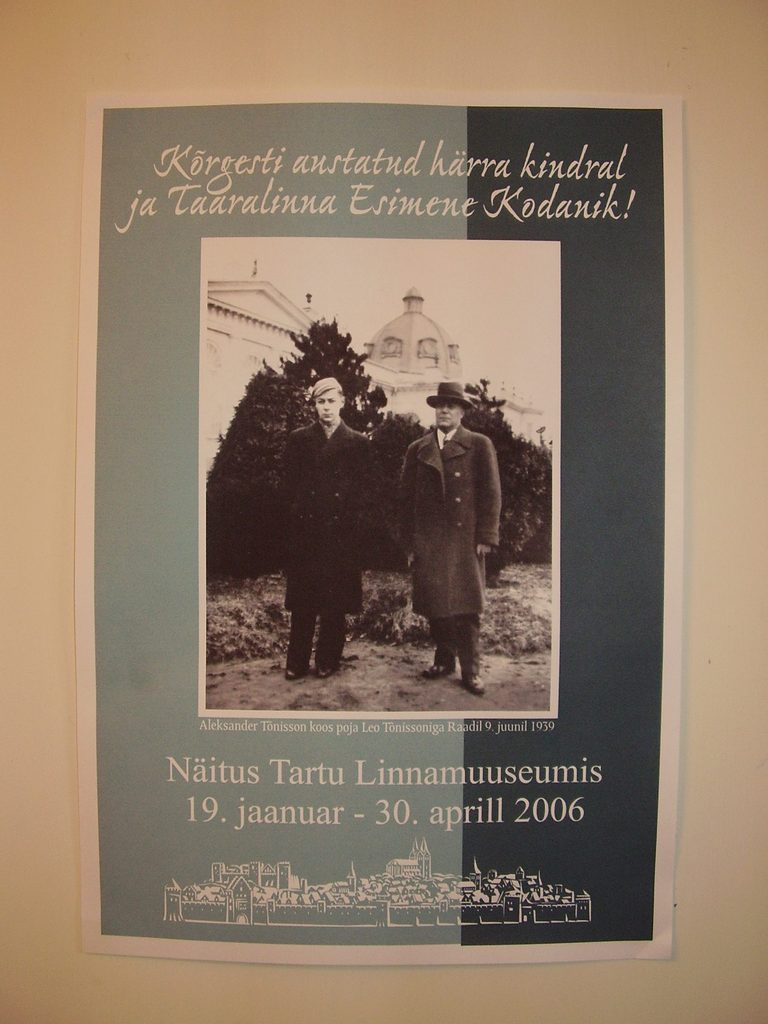 Kõrgesti austatud härra kindral
ja Taaralinna Esimene Kodanik!
Aleksander Tõnisson koos poja Leo Tõnissoniga Raadil 9. juunil 1939
Näitus Tartu Linnamuuseumis
19. jaanuar - 30. aprill 2006